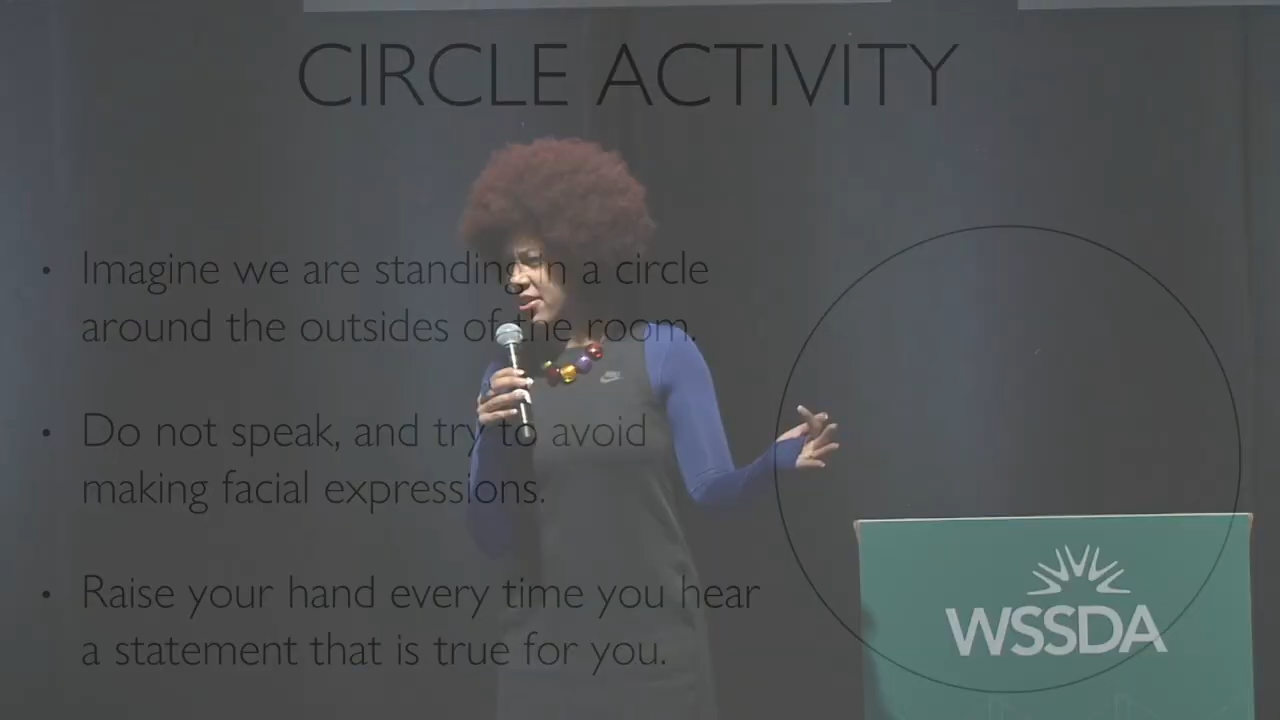 CIRCLE ACTIVITY
• Imagine we are standing in a circle
around the outsides of the room.
• Do not speak, and try to avoid
making facial expressions.
• Raise your hand every time you hear
a statement that is true for you.
WSSDA